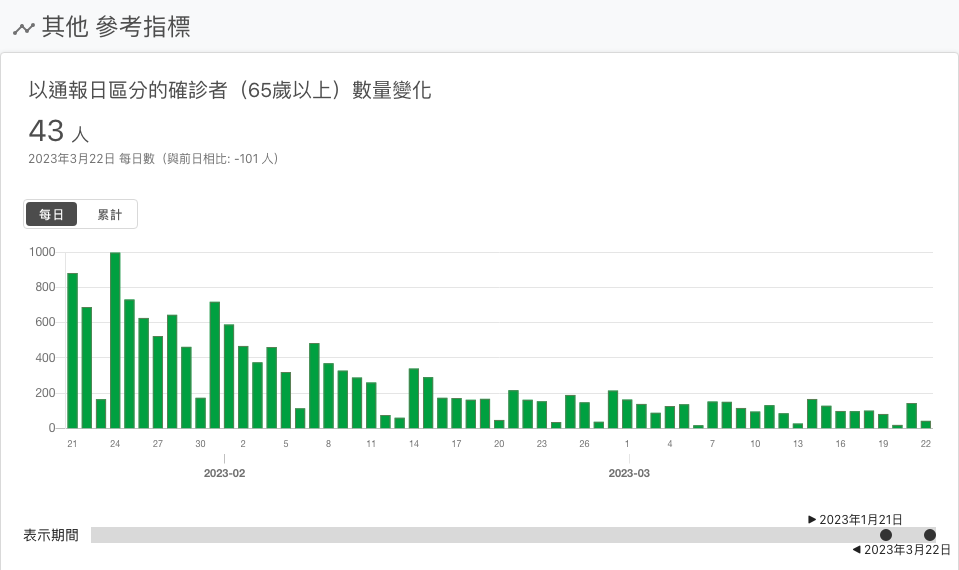 其他 參考指標
以通報日區分的確診者（65歲以上）數量變化
43 人
2023年3月22日 每日數（與前日相比: -101 人）
每日 累計
1000
800
600
400
200
0
21 24 27 30 2 5 8 11 14 17 20 23 26 1 4 7 10 13 16 19 22
2023-02 2023-03
2023年1月21日
表示期間
2023年3月22日